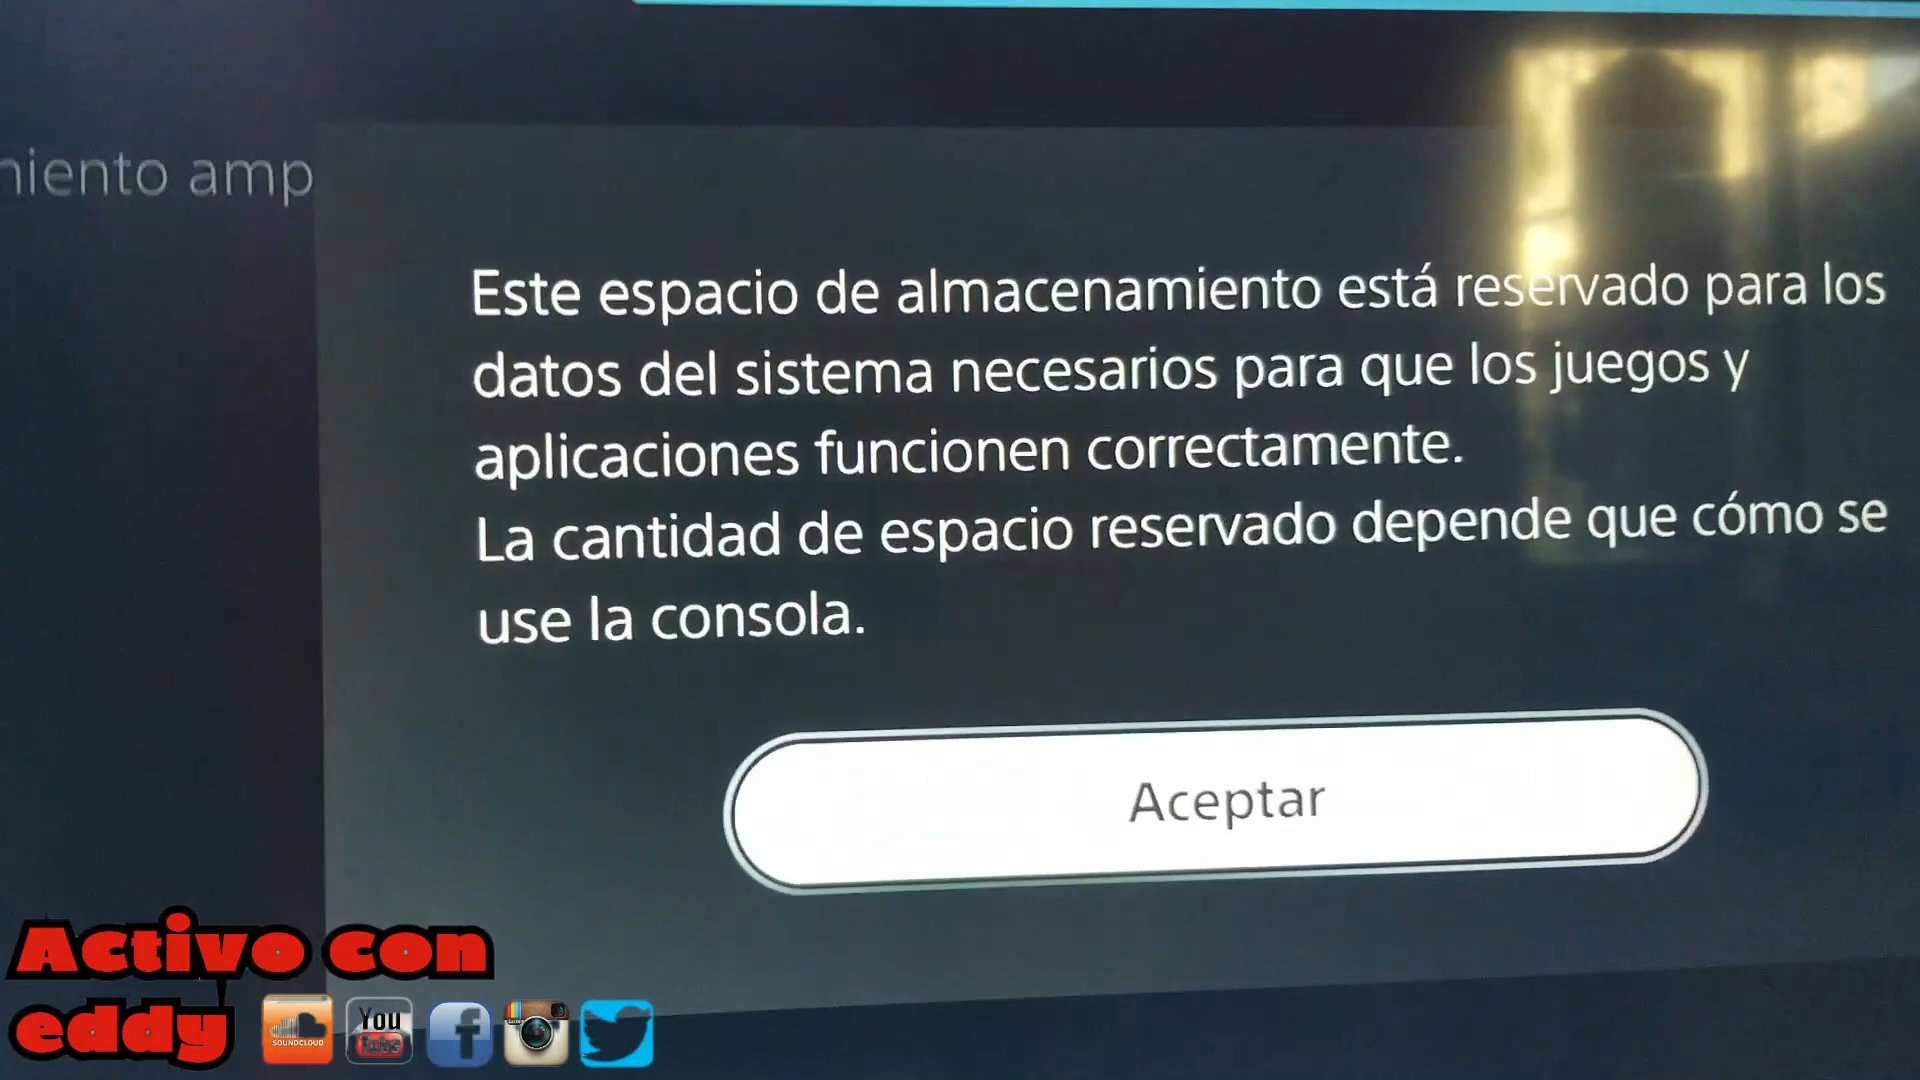 miento amp
Este espacio de almacenamiento está reservado para los
datos del sistema necesarios para que los juegos y
aplicaciones funcionen correctamente.
La cantidad de espacio reservado depende que cómo se
use la consola.
Aceptar
Activo con
eddy
SOUNDCLOUD
You
Tube